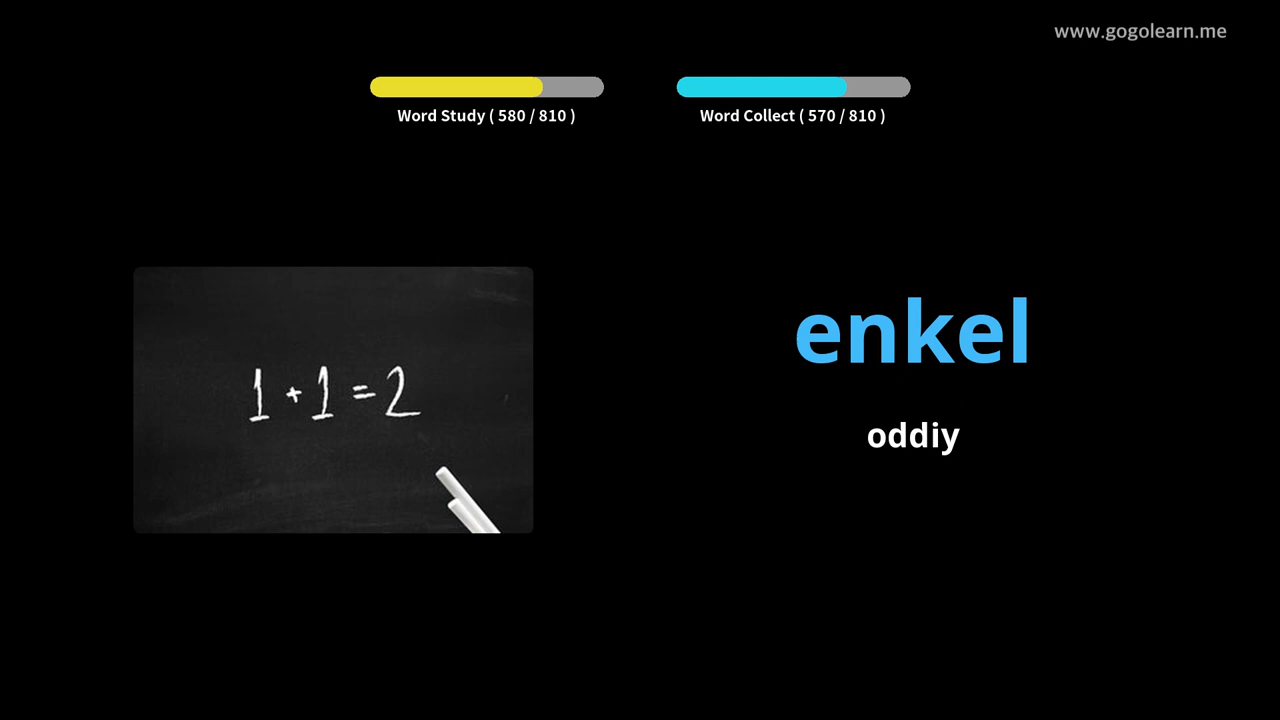 www.gogolearn.me
Word Study ( 580 / 810 )
Word Collect ( 570 / 810 )
1 + 1 = 2
enkel
oddiy